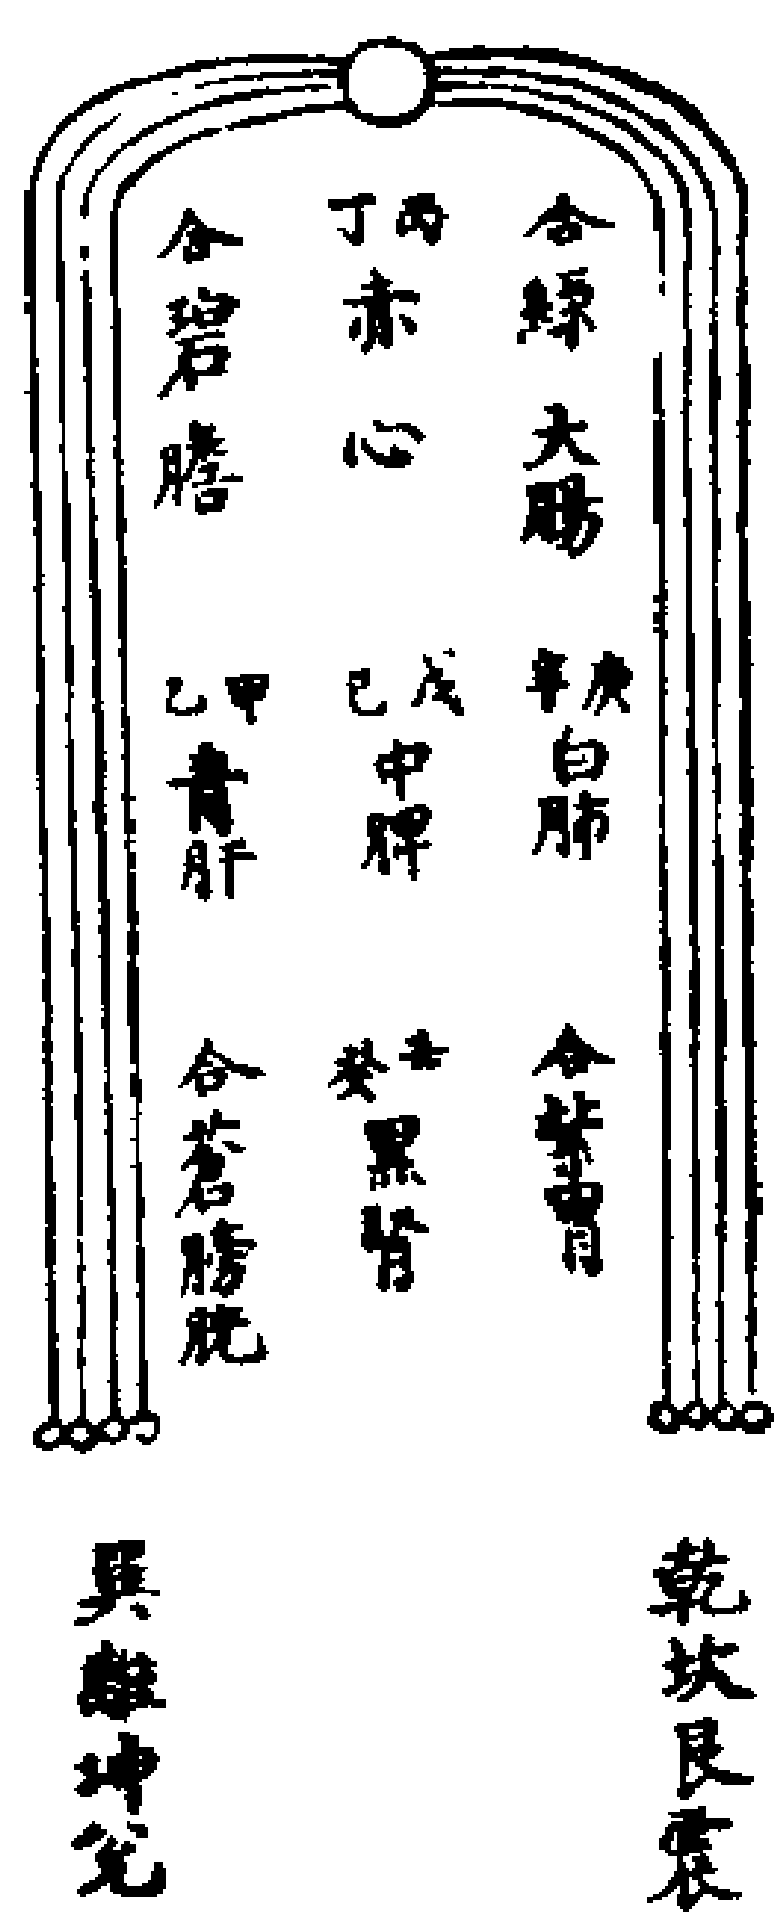 合綠大腸
丙丁赤心
合碧膽
庚辛白肺
戊己中脾
甲乙青肝
合紫胃
壬癸黑腎
合蒼膀胱
乾坎艮震
巽離坤兌